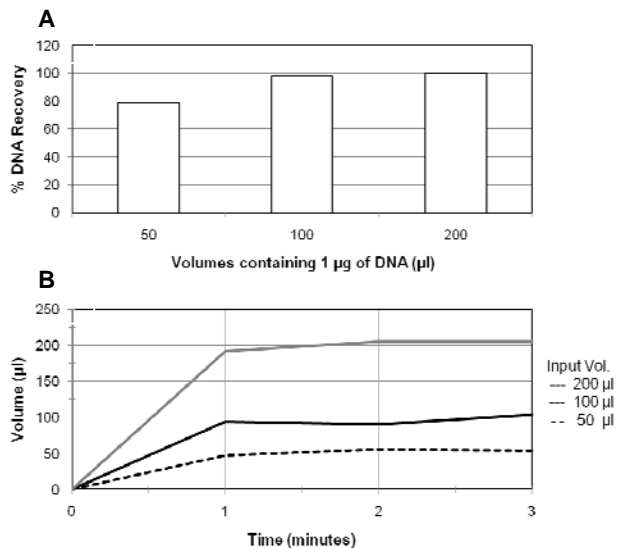 A
120
100
80
60
40
20
0
% DNA Recovery
50 100 200
Volumes containing 1 µg of DNA (µl)
B
250
200
150
100
50
0
Volume (µl)
0 1 2 3
Time (minutes)
Input Vol.
200 µl
100 µl
50 µl